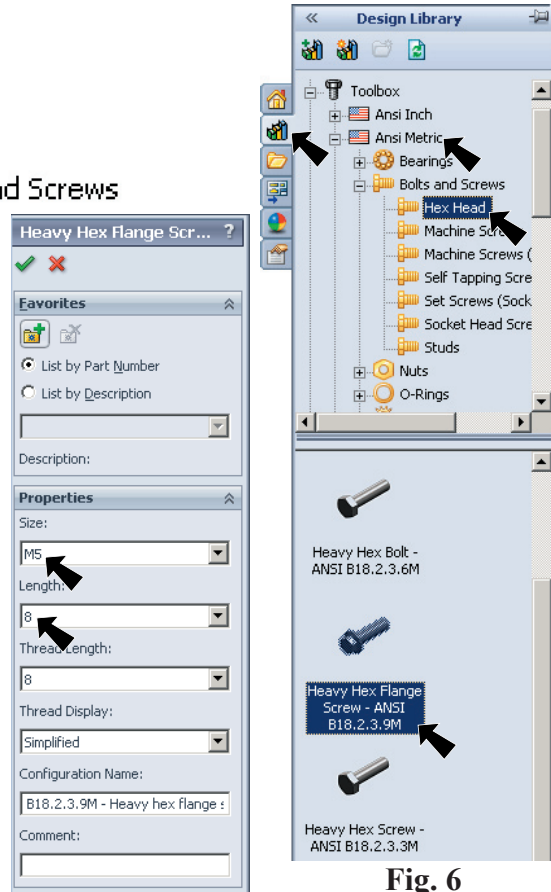 d Screws
Heavy Hex Flange Scr... ?
Favorites
List by Part Number
List by Description
Description:
Properties
Size:
M5
Length:
8
Thread Length:
8
Thread Display:
Simplified
Configuration Name:
B18.2.3.9M - Heavy hex flange s
Comment:
Design Library
Toolbox
Ansi Inch
Ansi Metric
Bearings
Bolts and Screws
Hex Head
Machine Scre
Machine Screws (
Self Tapping Scre
Set Screws (Sock
Socket Head Scre
Studs
Nuts
O-Rings
Heavy Hex Bolt -
ANSI B18.2.3.6M
Heavy Hex Flange
Screw - ANSI
B18.2.3.9M
Heavy Hex Screw -
ANSI B18.2.3.3M
Fig. 6